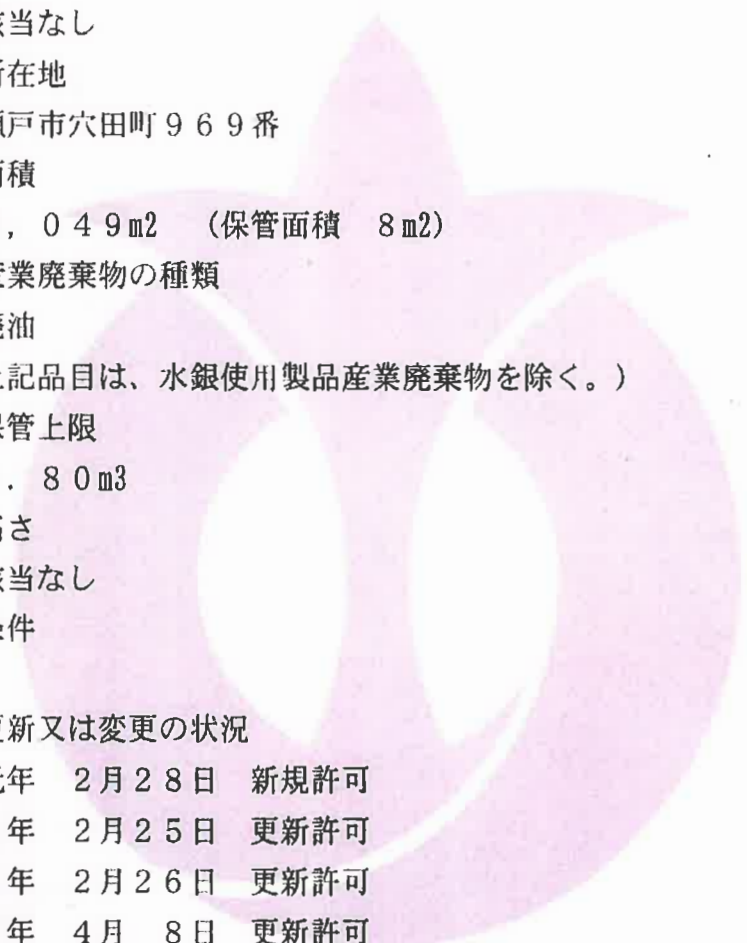 該当なし
所在地
瀬戸市穴田町９６９番
面積
，０４９m2　（保管面積　８m2）
産業廃棄物の種類
廃油
上記品目は、水銀使用製品産業廃棄物を除く。）
保管上限
．８０m3
高さ
該当なし
条件
更新又は変更の状況
元年　２月２８日　新規許可
年　２月２５日　更新許可
年　２月２６日　更新許可
年　４月　８日　更新許可